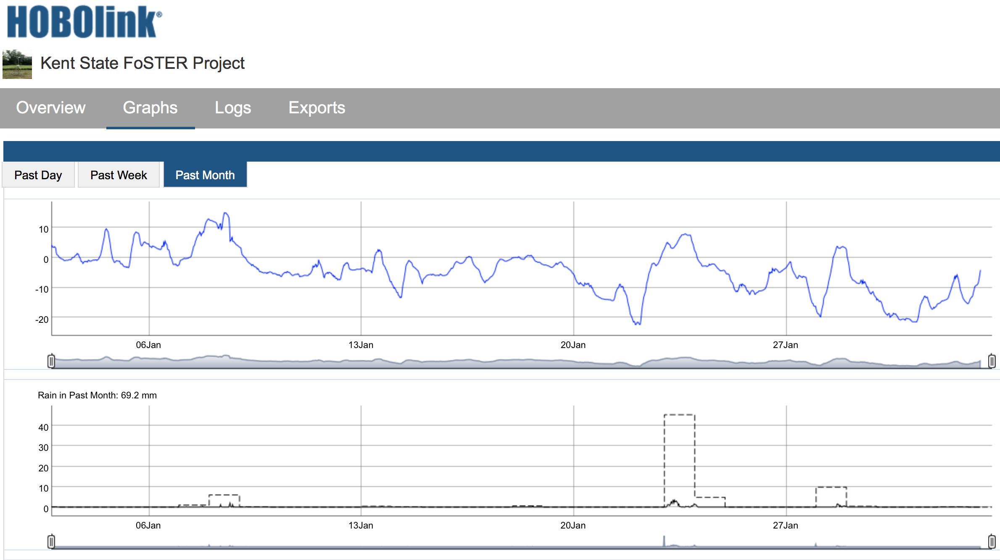 HOBOlink®
Kent State FoSTER Project
Overview Graphs Logs Exports
Past Day Past Week Past Month
10
0
-10
-20
06Jan 13Jan 20Jan 27Jan
Rain in Past Month: 69.2 mm
40
30
20
10
0
06Jan 13Jan 20Jan 27Jan